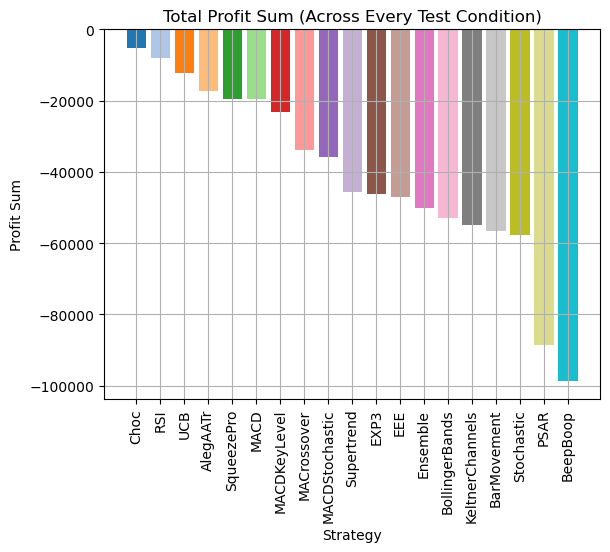 Total Profit Sum (Across Every Test Condition)
0
−20000
−40000
−60000
−80000
−100000
Profit Sum
Choc
RSI
UCB
AlegAATr
SqueezePro
MACD
MACDKeyLevel
MACrossover
MACDStochastic
Supertrend
EXP3
EEE
Ensemble
BollingerBands
KeltnerChannels
BarMovement
Stochastic
PSAR
BeepBoop
Strategy